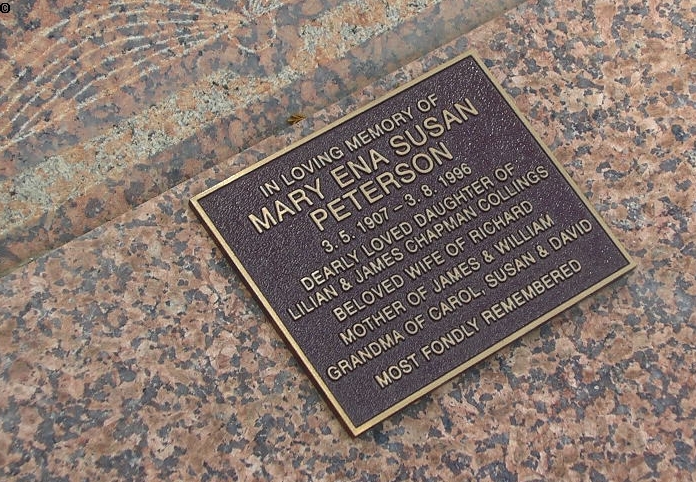 ©
IN LOVING MEMORY OF
MARY ENA SUSAN
PETERSON
3. 5. 1907 – 3. 8. 1996
DEARLY LOVED DAUGHTER OF
LILIAN & JAMES CHAPMAN COLLINGS
BELOVED WIFE OF RICHARD
MOTHER OF JAMES & WILLIAM
GRANDMA OF CAROL, SUSAN & DAVID
MOST FONDLY REMEMBERED